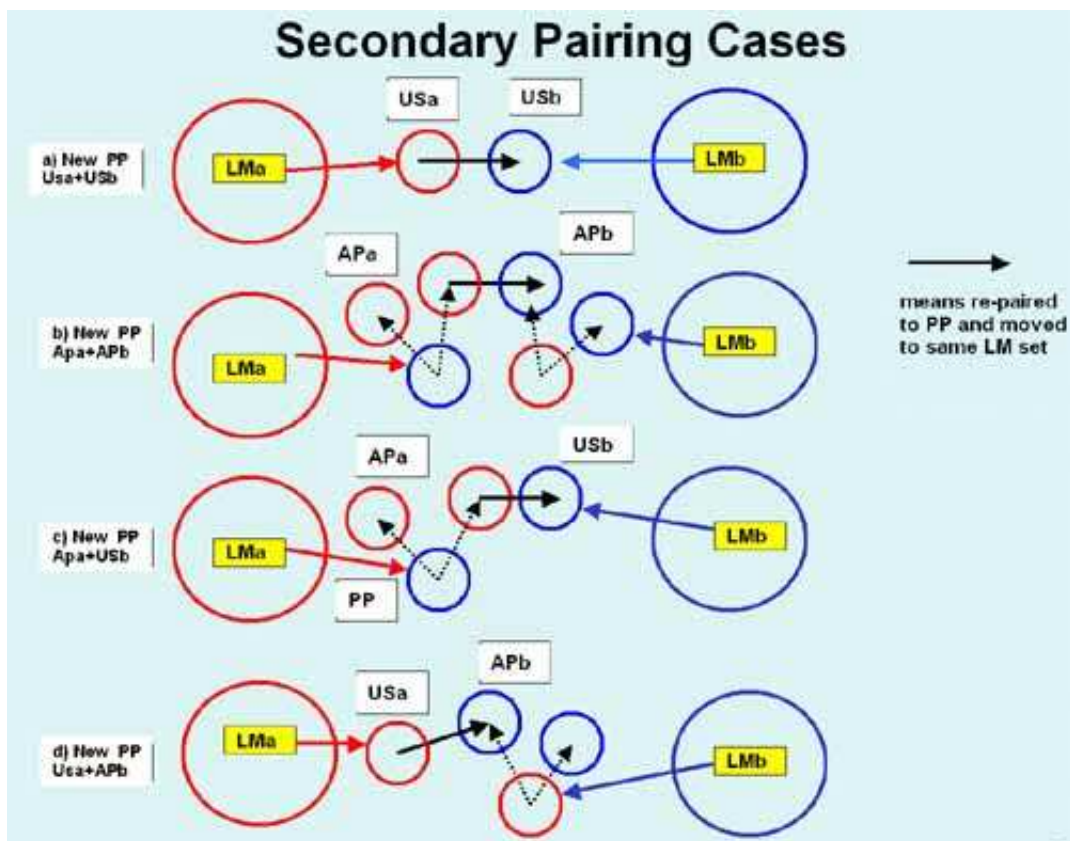 Secondary Pairing Cases
USa
USb
a) New PP
Usa+USb
LMa
LMb
APa
APb
means re-paired
to PP and moved
to same LM set
b) New PP
Apa+APb
LMa
LMb
APa
USb
c) New PP
Apa+USb
LMa
LMb
PP
APb
USa
d) New PP
Usa+APb
LMa
LMb